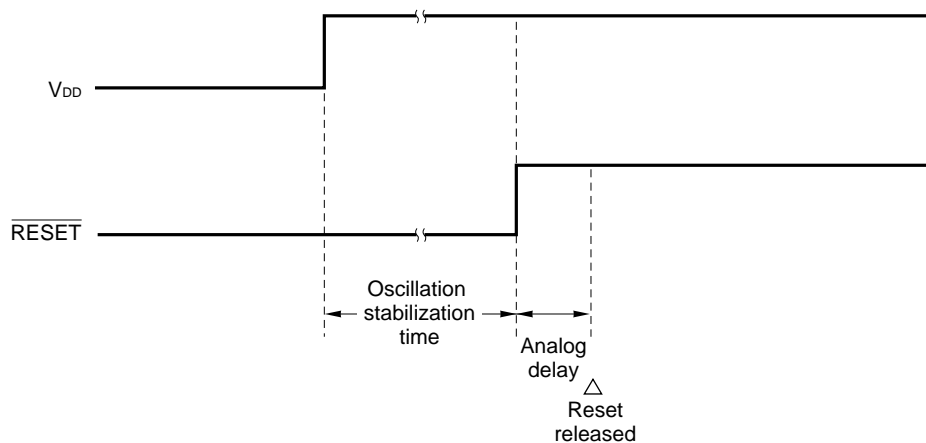 VDD
RESET
Oscillation
stabilization
time
Analog
delay
Reset
released